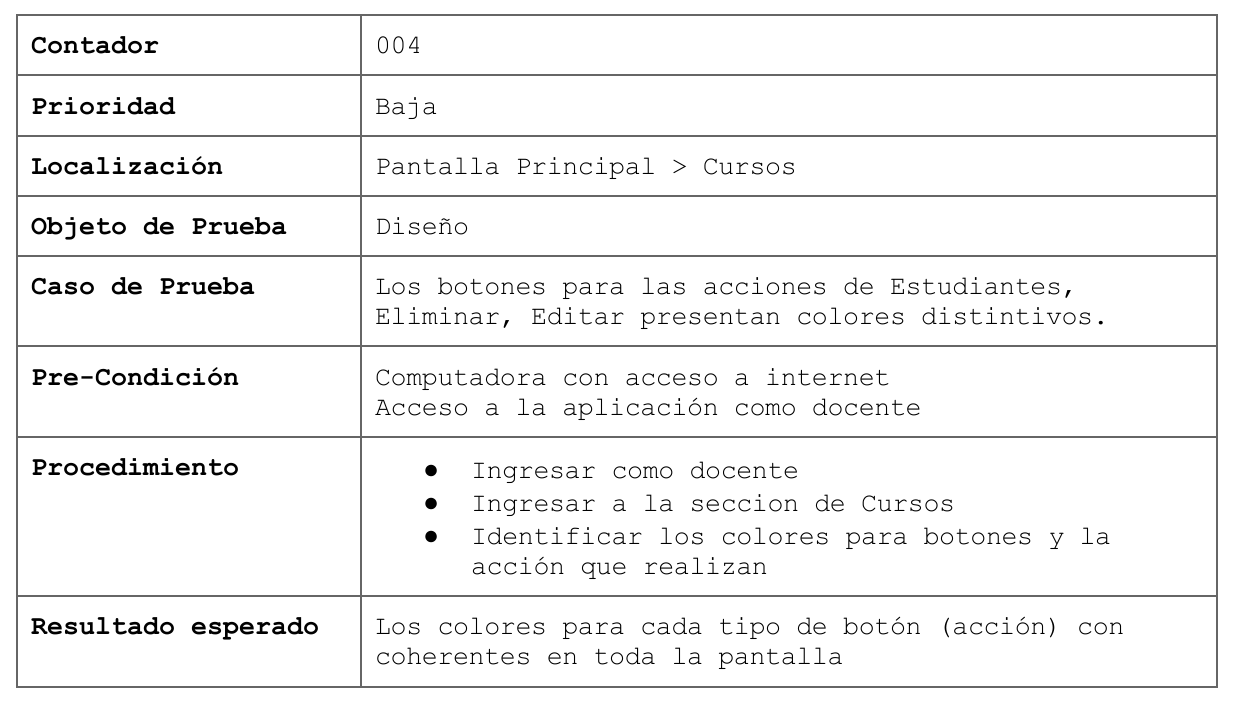 Contador 004
Prioridad Baja
Localización Pantalla Principal > Cursos
Objeto de Prueba Diseño
Caso de Prueba Los botones para las acciones de Estudiantes,
Eliminar, Editar presentan colores distintivos.
Pre-Condición Computadora con acceso a internet
Acceso a la aplicación como docente
Procedimiento ● Ingresar como docente
● Ingresar a la seccion de Cursos
● Identificar los colores para botones y la
acción que realizan
Resultado esperado Los colores para cada tipo de botón (acción) con
coherentes en toda la pantalla